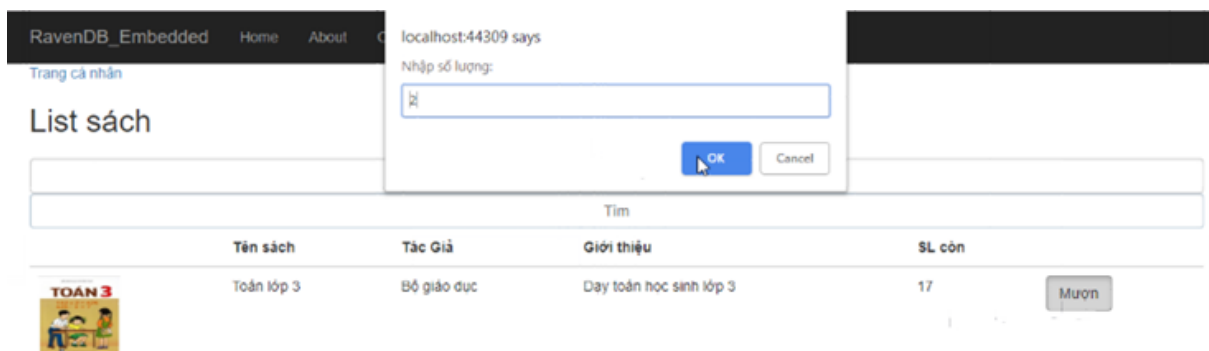 RavenDB_Embedded Home About
localhost:44309 says
Nhập số lượng:
OK Cancel
Trang cá nhân
List sách
Tìm
Tên sách Tác Giả Giới thiệu SL còn
TOÁN 3
Toán lớp 3 Bộ giáo dục Dạy toán học sinh lớp 3 17 Mượn